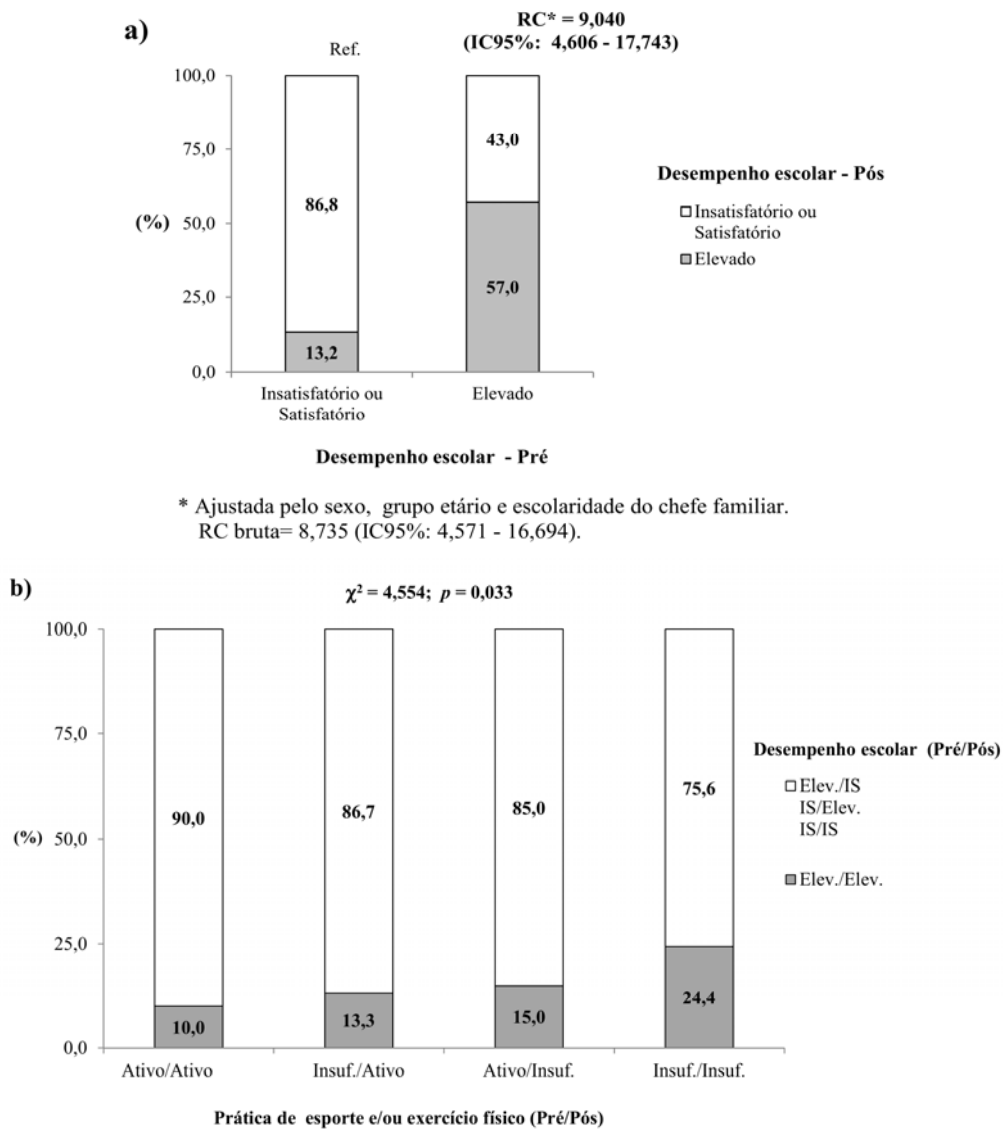 a)
RC* = 9,040
(IC95%: 4,606 - 17,743)
Ref.
100,0
75,0
(%)
50,0
25,0
0,0
86,8
13,2
43,0
57,0
Insatisfatório ou
Satisfatório
Elevado
Desempenho escolar - Pré
Desempenho escolar - Pós
Insatisfatório ou
Satisfatório
Elevado
* Ajustada pelo sexo, grupo etário e escolaridade do chefe familiar.
RC bruta= 8,735 (IC95%: 4,571 - 16,694).
b)
χ² = 4,554; p = 0,033
100,0
75,0
(%)
50,0
25,0
0,0
90,0
10,0
86,7
13,3
85,0
15,0
75,6
24,4
Ativo/Ativo
Insuf./Ativo
Ativo/Insuf.
Insuf./Insuf.
Prática de esporte e/ou exercício físico (Pré/Pós)
Desempenho escolar (Pré/Pós)
Elev./IS
IS/Elev.
IS/IS
Elev./Elev.